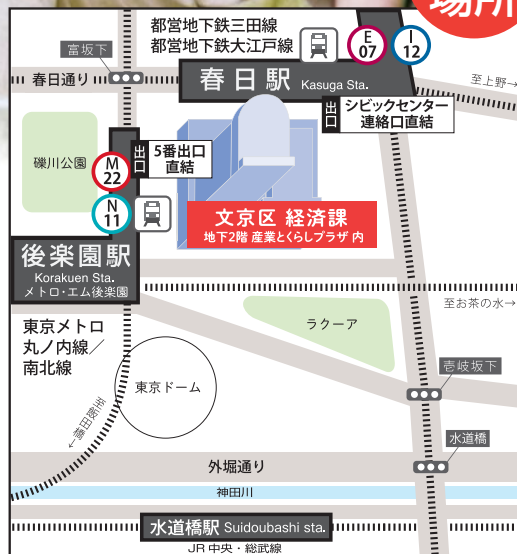 場所
都営地下鉄三田線
都営地下鉄大江戸線
E
07
I
12
富坂下
春日通り
春日駅 Kasuga Sta.
至上野→
出口
シビックセンター
連絡口直結
礫川公園
M
22
出口
5番出口
直結
N
11
文京区 経済課
地下2階 産業とくらしプラザ 内
後楽園駅
Korakuen Sta.
メトロ・エム後楽園
至お茶の水→
東京メトロ
丸ノ内線／
南北線
ラクーア
壱岐坂下
東京ドーム
至飯田橋→
水道橋
外堀通り
神田川
水道橋駅 Suidoubashi sta.
JR 中央・総武線